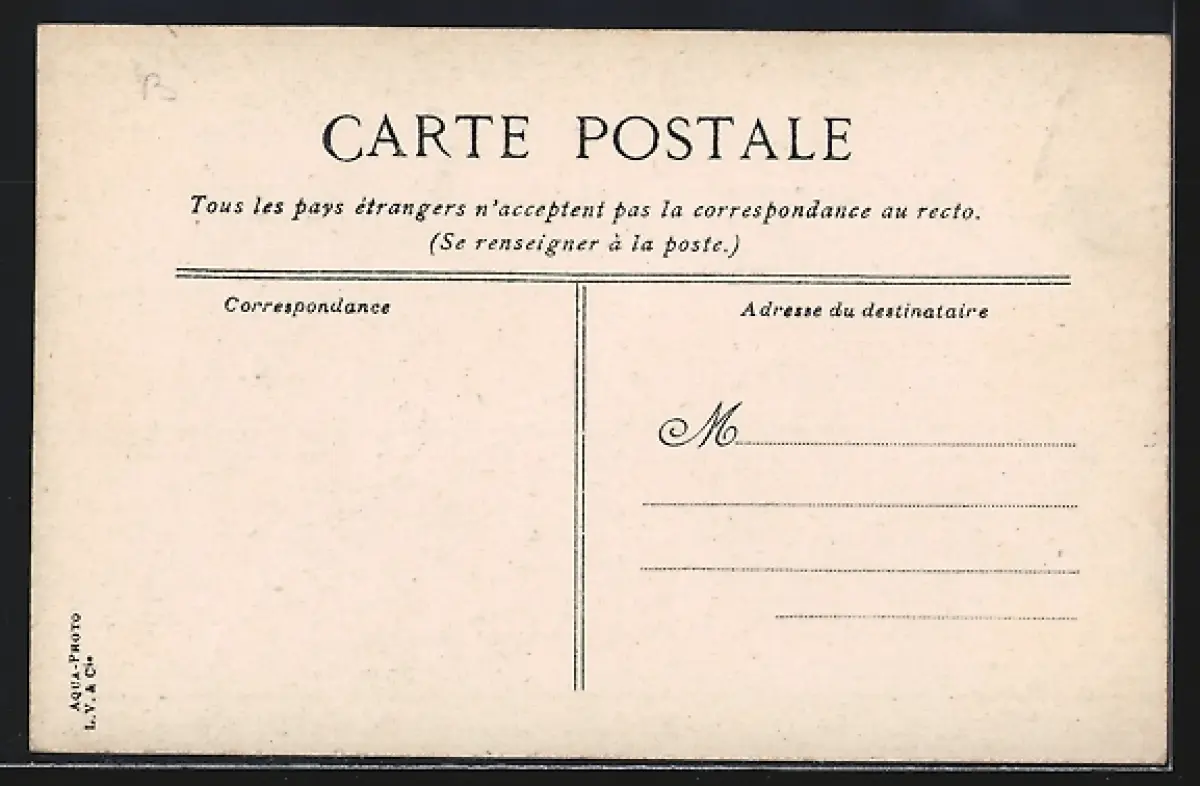 B
CARTE POSTALE
Tous les pays étrangers n'acceptent pas la correspondance au recto.
(Se renseigner à la poste.)
Correspondance
Adresse du destinataire
M
AQUA-PHOTO
L. V. & Cie